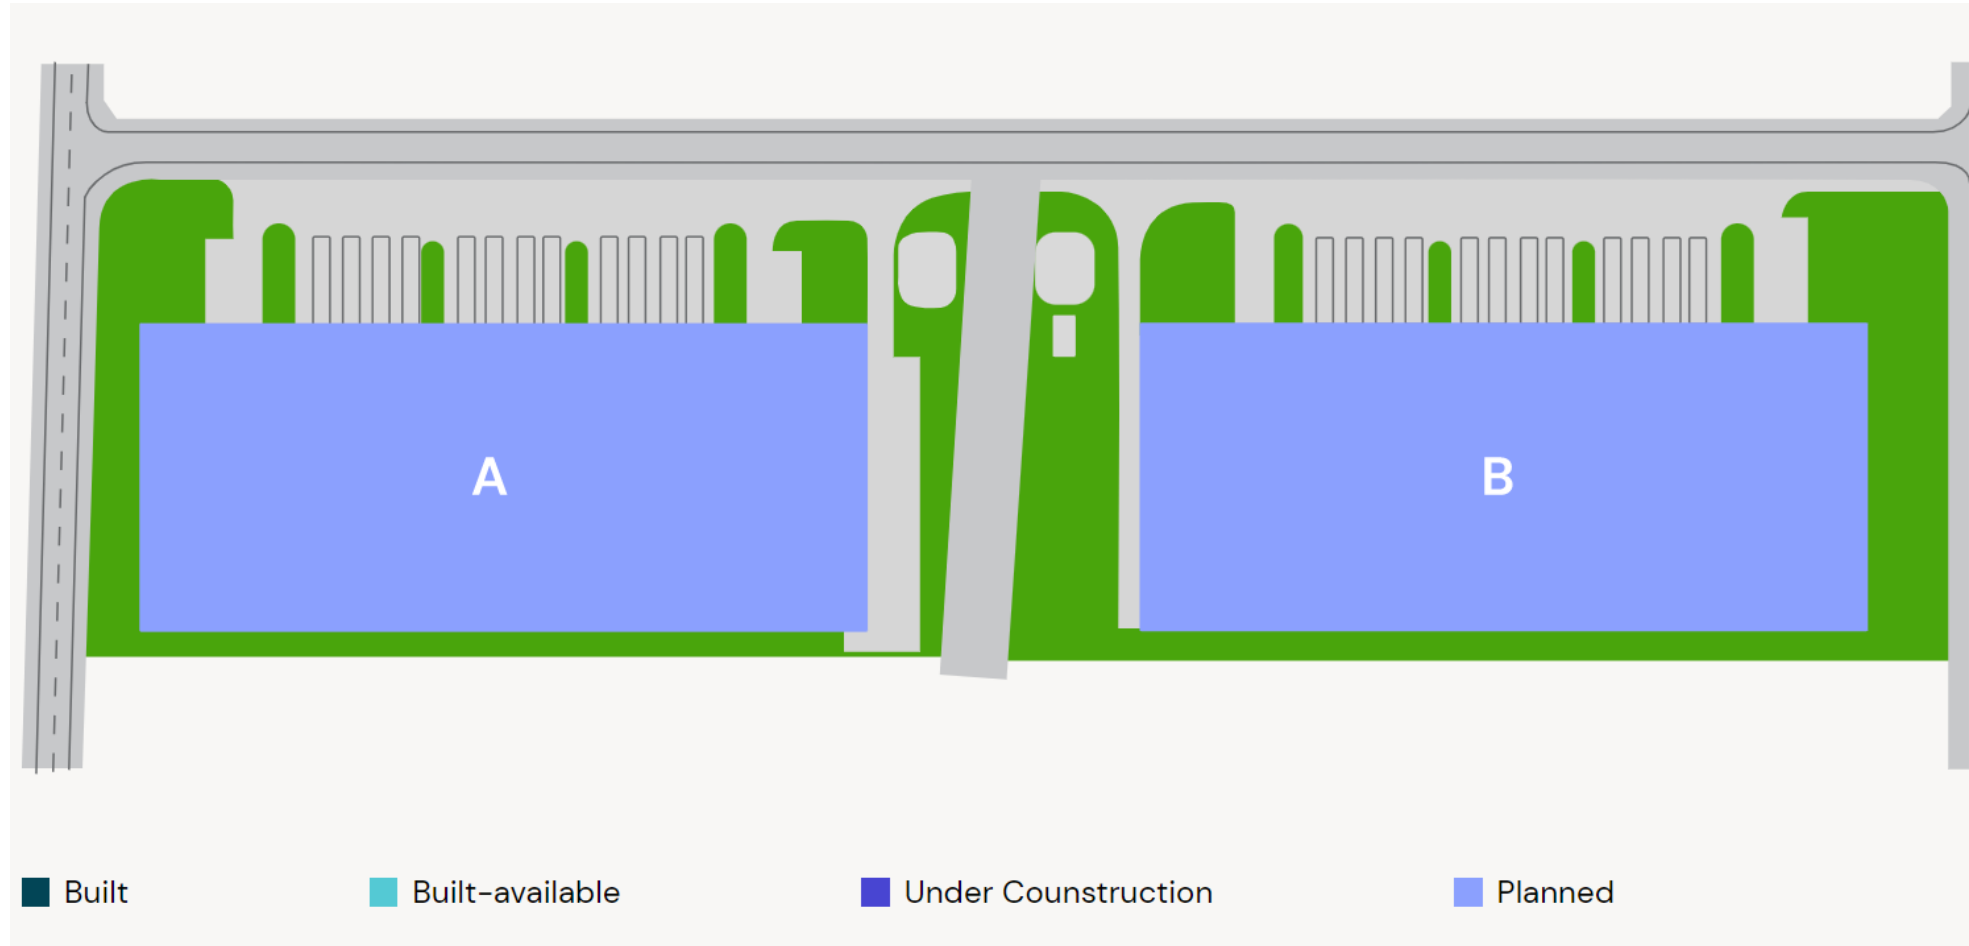 A
B
Built
Built-available
Under Counstruction
Planned